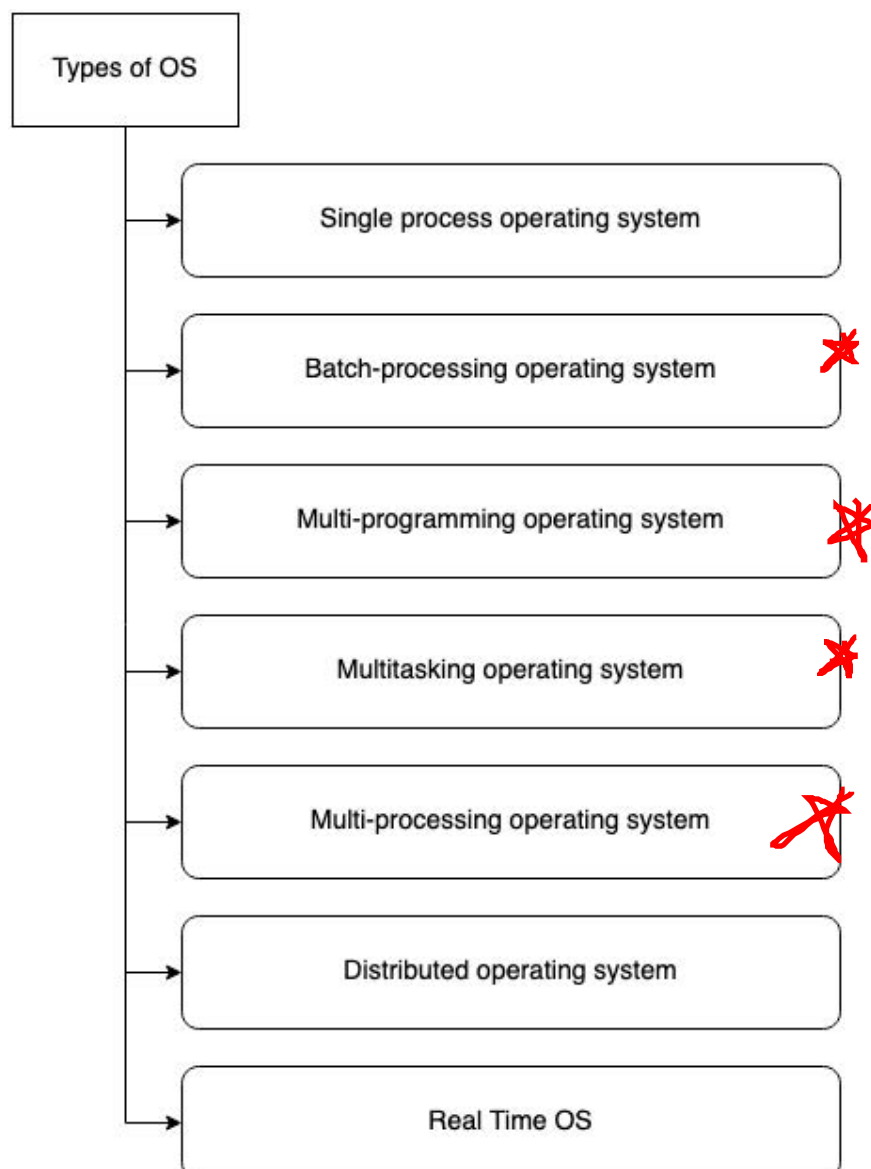 Types of OS
Single process operating system
Batch-processing operating system
Multi-programming operating system
Multitasking operating system
Multi-processing operating system
Distributed operating system
Real Time OS